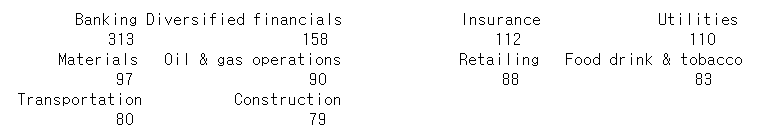 Banking Diversified financials Insurance Utilities
313 158 112 110
Materials Oil & gas operations Retailing Food drink & tobacco
97 90 88 83
Transportation Construction
80 79